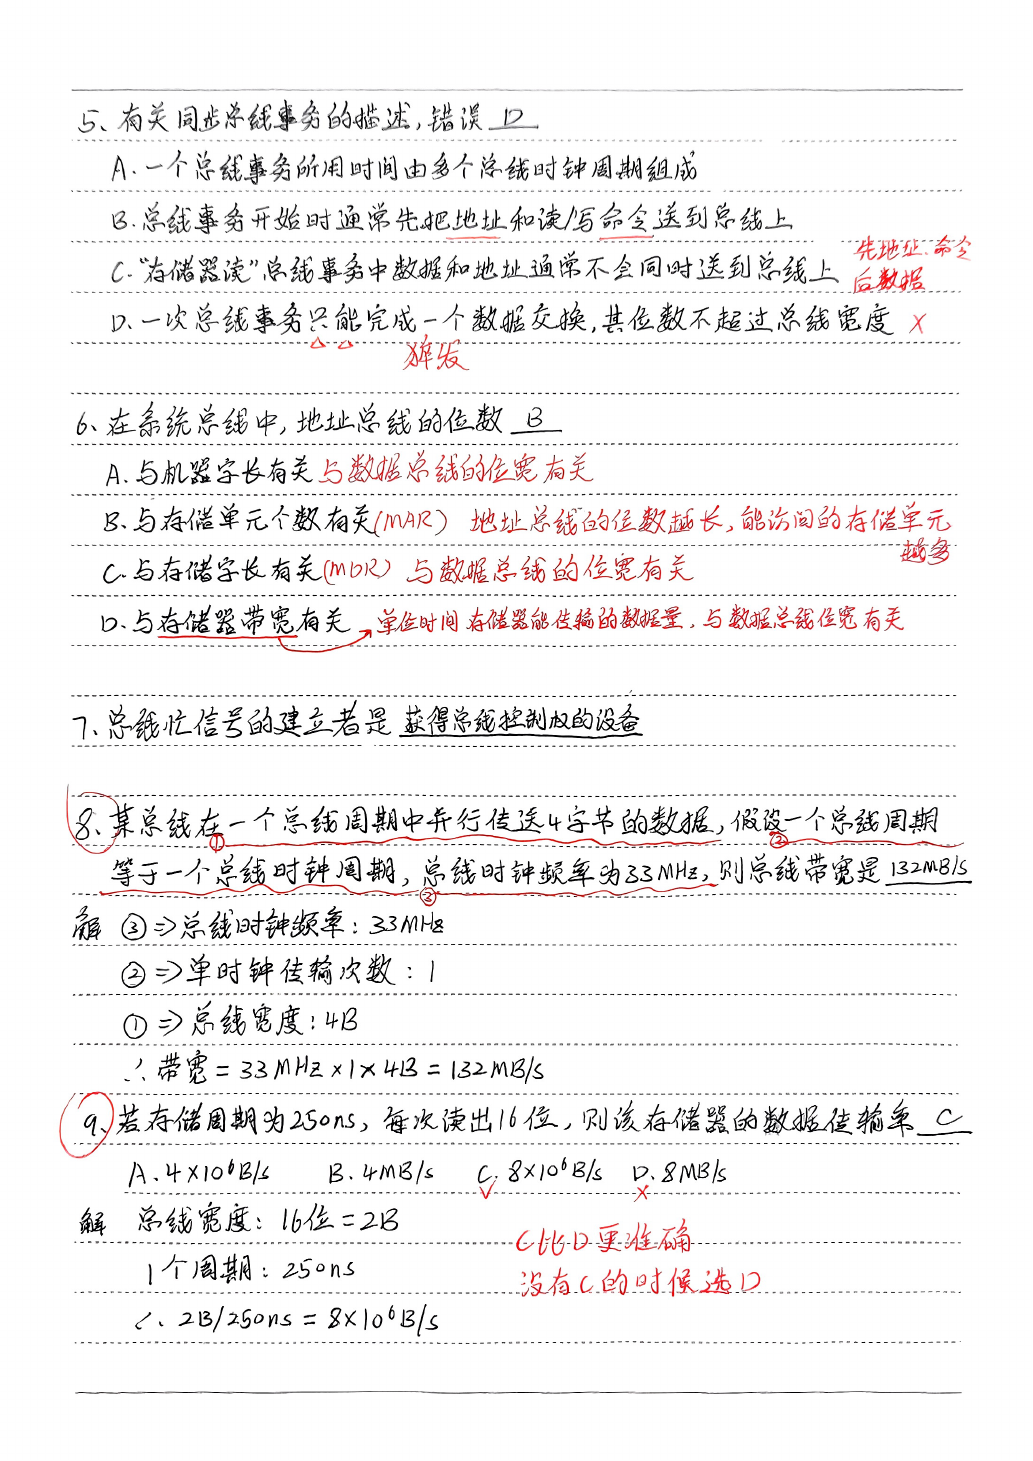 5、有关同步总线事务的描述,错误 D
A.一个总线事务所用时间由多个总线时钟周期组成
B.总线事务开始时通常先把地址和读/写命令送到总线上
先地址.命令
C."存储器读"总线事务中数据和地址通常不会同时送到总线上
后数据
D.一次总线事务只能完成一个数据交换,其位数不超过总线宽度 ×
猝发
6、在系统总线中,地址总线的位数 B
A.与机器字长有关 与数据总线的位宽有关
B.与存储单元个数有关(MAR) 地址总线的位数越长,能访问的存储单元
越多
C.与存储字长有关(MDR) 与数据总线的位宽有关
D.与存储器带宽有关 单位时间存储器能传输的数据量,与数据总线位宽有关
7、总线忙信号的建立者是 获得总线控制权的设备
8、某总线在一个总线周期中并行传送4字节的数据,假设一个总线周期
① ②
等于一个总线时钟周期,总线时钟频率为33MHz,则总线带宽是 132MB/s
③
解 ③⇒总线时钟频率:33MHz
②⇒单时钟传输次数:1
①⇒总线宽度:4B
∴带宽=33MHz×1×4B=132MB/s
9、若存储周期为250ns,每次读出16位,则该存储器的数据传输率 C
A.4×10⁶B/s B.4MB/s C.8×10⁶B/s D.8MB/s
√ ×
解 总线宽度:16位=2B
C比D更准确
1个周期:250ns
没有C的时候选D
∴2B/250ns=8×10⁶B/s